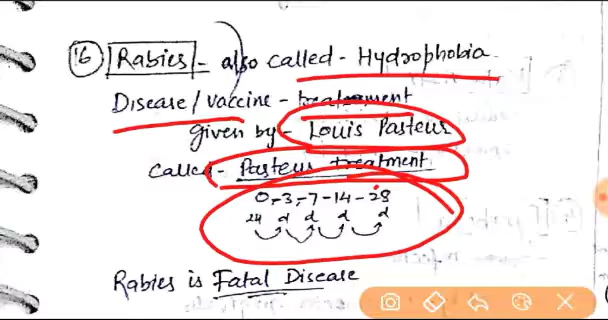 16 Rabies - also called - Hydrophobia
Disease/vaccine - treatment
given by - Louis Pasteur
called - Pasteur treatment
0 - 3 - 7 - 14 - 28
24 d d d d
Rabies is Fatal Disease